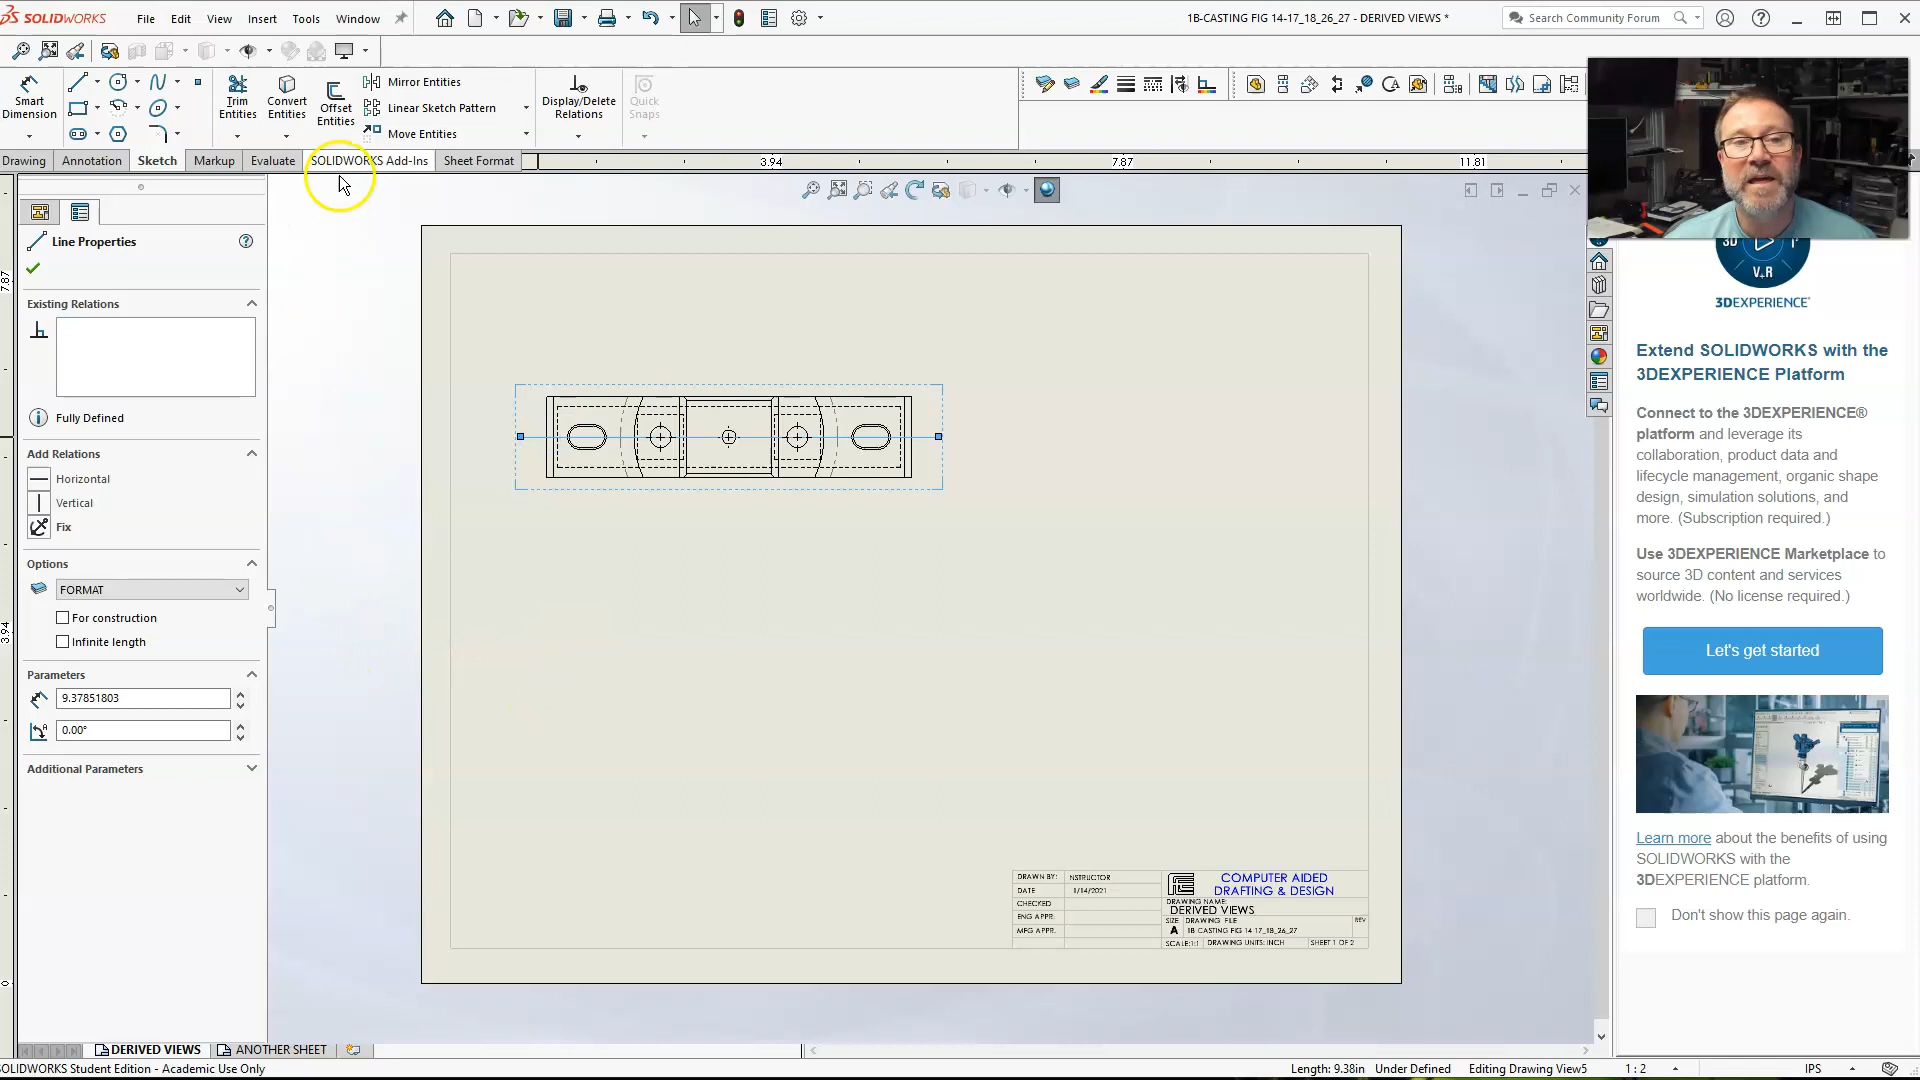 SOLIDWORKS
File Edit View Insert Tools Window
1B-CASTING FIG 14-17_18_26_27 - DERIVED VIEWS *
Search Community Forum
Smart Dimension
Trim Entities
Convert Entities
Offset Entities
Mirror Entities
Linear Sketch Pattern
Move Entities
Display/Delete Relations
Quick Snaps
Drawing Annotation Sketch Markup Evaluate SOLIDWORKS Add-Ins Sheet Format
3.94 7.87 11.81
7.87
3.94
0
Line Properties
Existing Relations
Fully Defined
Add Relations
Horizontal
Vertical
Fix
Options
FORMAT
For construction
Infinite length
Parameters
9.37851803
0.00°
Additional Parameters
DRAWN BY: NSTRUCTOR
DATE 1/14/2021
CHECKED
ENG APPR.
MFG APPR.
COMPUTER AIDED
DRAFTING & DESIGN
DRAWING NAME:
DERIVED VIEWS
SIZE DRAWING FILE REV
A 1B CASTING FIG 14 17_18_26_27
SCALE:1:1 DRAWING UNITS: INCH SHEET 1 OF 2
3D
V+R
3DEXPERIENCE®
Extend SOLIDWORKS with the
3DEXPERIENCE Platform
Connect to the 3DEXPERIENCE®
platform and leverage its
collaboration, product data and
lifecycle management, organic shape
design, simulation solutions, and
more. (Subscription required.)
Use 3DEXPERIENCE Marketplace to
source 3D content and services
worldwide. (No license required.)
Let's get started
Learn more about the benefits of using
SOLIDWORKS with the
3DEXPERIENCE platform.
Don't show this page again.
DERIVED VIEWS ANOTHER SHEET
SOLIDWORKS Student Edition - Academic Use Only
Length: 9.38in Under Defined Editing Drawing View5 1 : 2 IPS